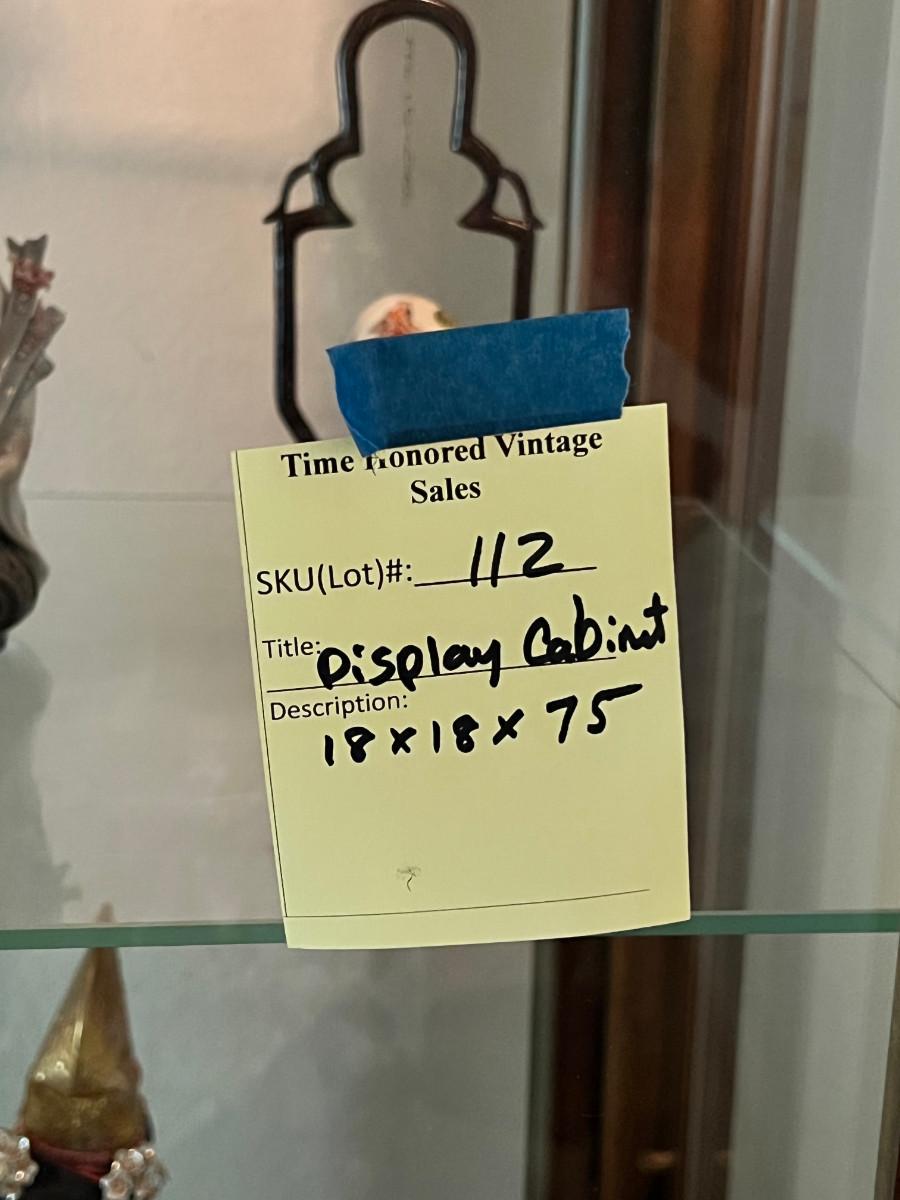 Time Honored Vintage
Sales
SKU(Lot)#: 112
Title: Display Cabinet
Description:
18 x 18 x 75